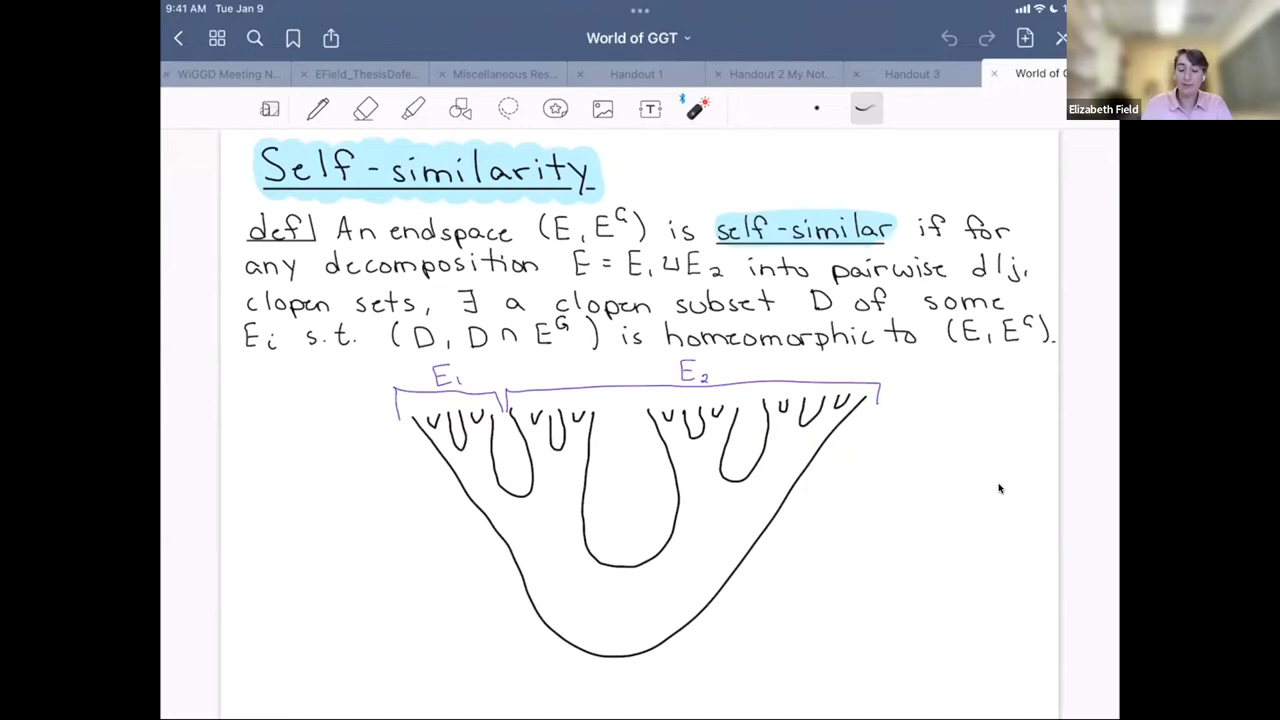 9:41 AM Tue Jan 9
World of GGT
WiGGD Meeting N...
EField_ThesisDefe...
Miscellaneous Res...
Handout 1
Handout 2 My Not...
Handout 3
World of
Elizabeth Field
Self-similarity
def| An endspace (E, E^G) is self-similar if for
any decomposition E = E₁ ⊔ E₂ into pairwise d|j.
clopen sets, ∃ a clopen subset D of some
Eᵢ s.t. (D, D ∩ E^G) is homeomorphic to (E, E^G).
E₁
E₂